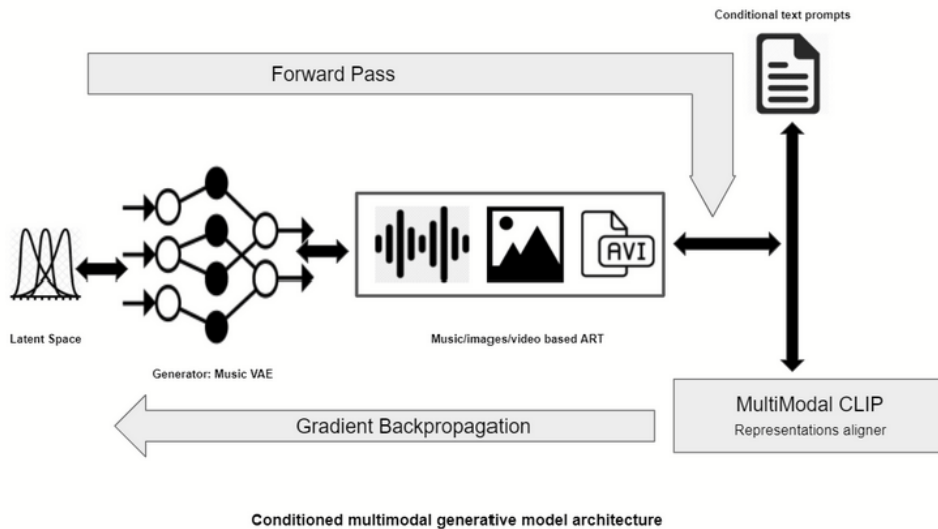 Conditional text prompts
Forward Pass
AVI
Latent Space
Music/images/video based ART
Generator: Music VAE
MultiModal CLIP
Representations aligner
Gradient Backpropagation
Conditioned multimodal generative model architecture